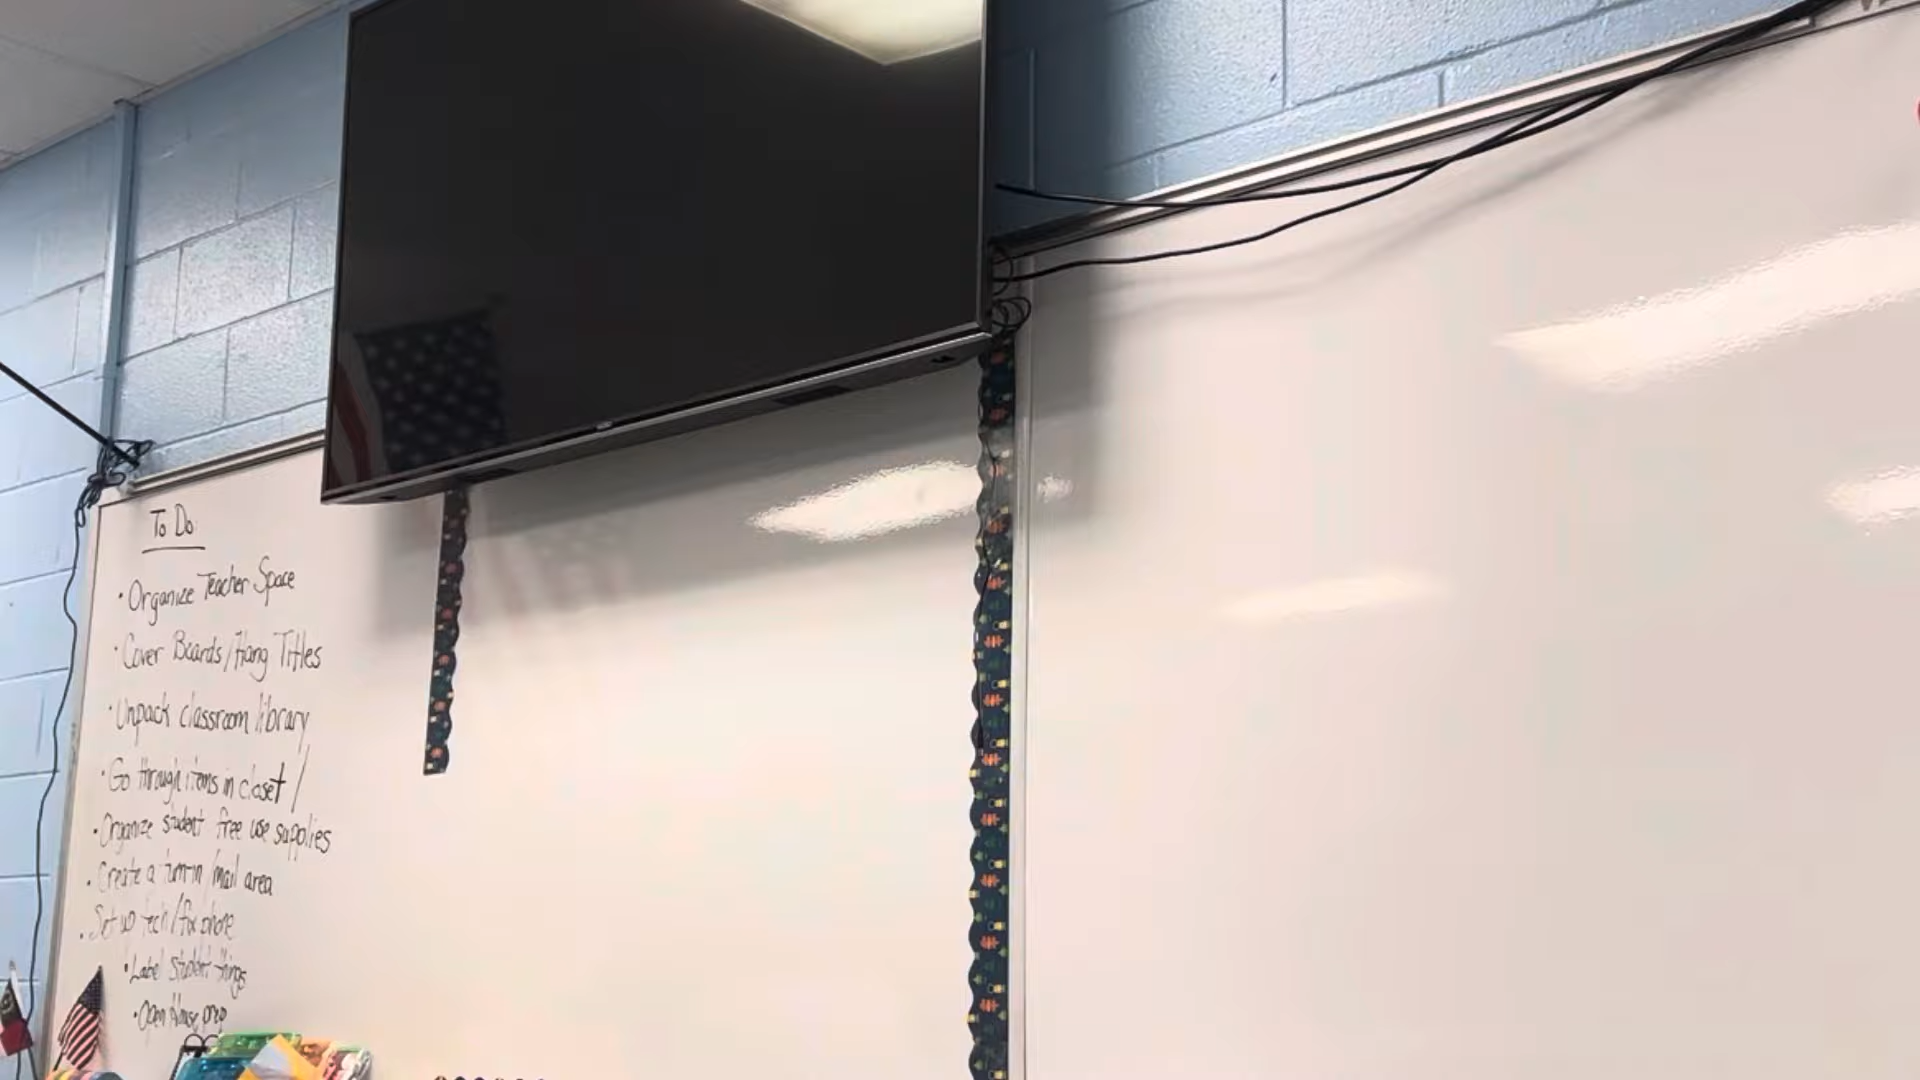 To Do
• Organize Teacher Space
• Cover Boards/Hang Titles
• Unpack classroom library
• Go through items in closet /
• Organize student free use supplies
• Create a turn-in/mail area
• Set up tech/fix phone
• Label student things
• Open House prep